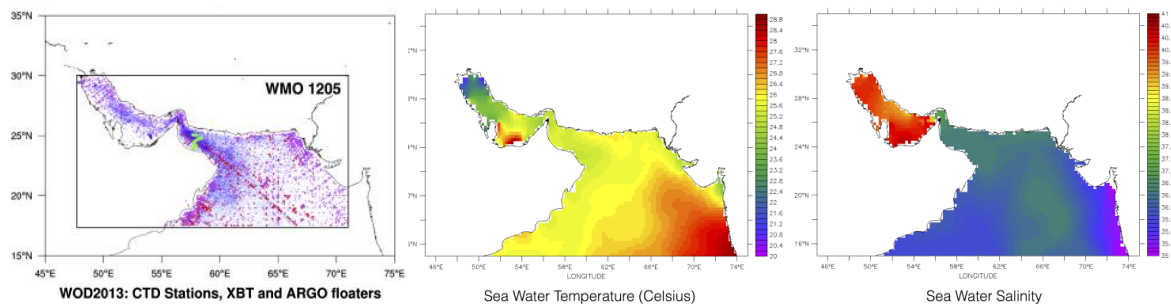 35°N
30°N
25°N
20°N
15°N
45°E
50°E
55°E
60°E
65°E
70°E
75°E
WMO 1205
WOD2013: CTD Stations, XBT and ARGO floaters
46°E
50°E
54°E
58°E
62°E
66°E
70°E
74°E
LONGITUDE
28.8
28.4
28
27.6
27.2
26.8
26.4
26
25.6
25.2
24.8
24.4
24
23.6
23.2
22.8
22.4
22
21.6
21.2
20.8
20.4
20
Sea Water Temperature (Celsius)
32°N
28°N
24°N
20°N
16°N
46°E
50°E
54°E
58°E
62°E
66°E
70°E
74°E
LONGITUDE
Sea Water Salinity